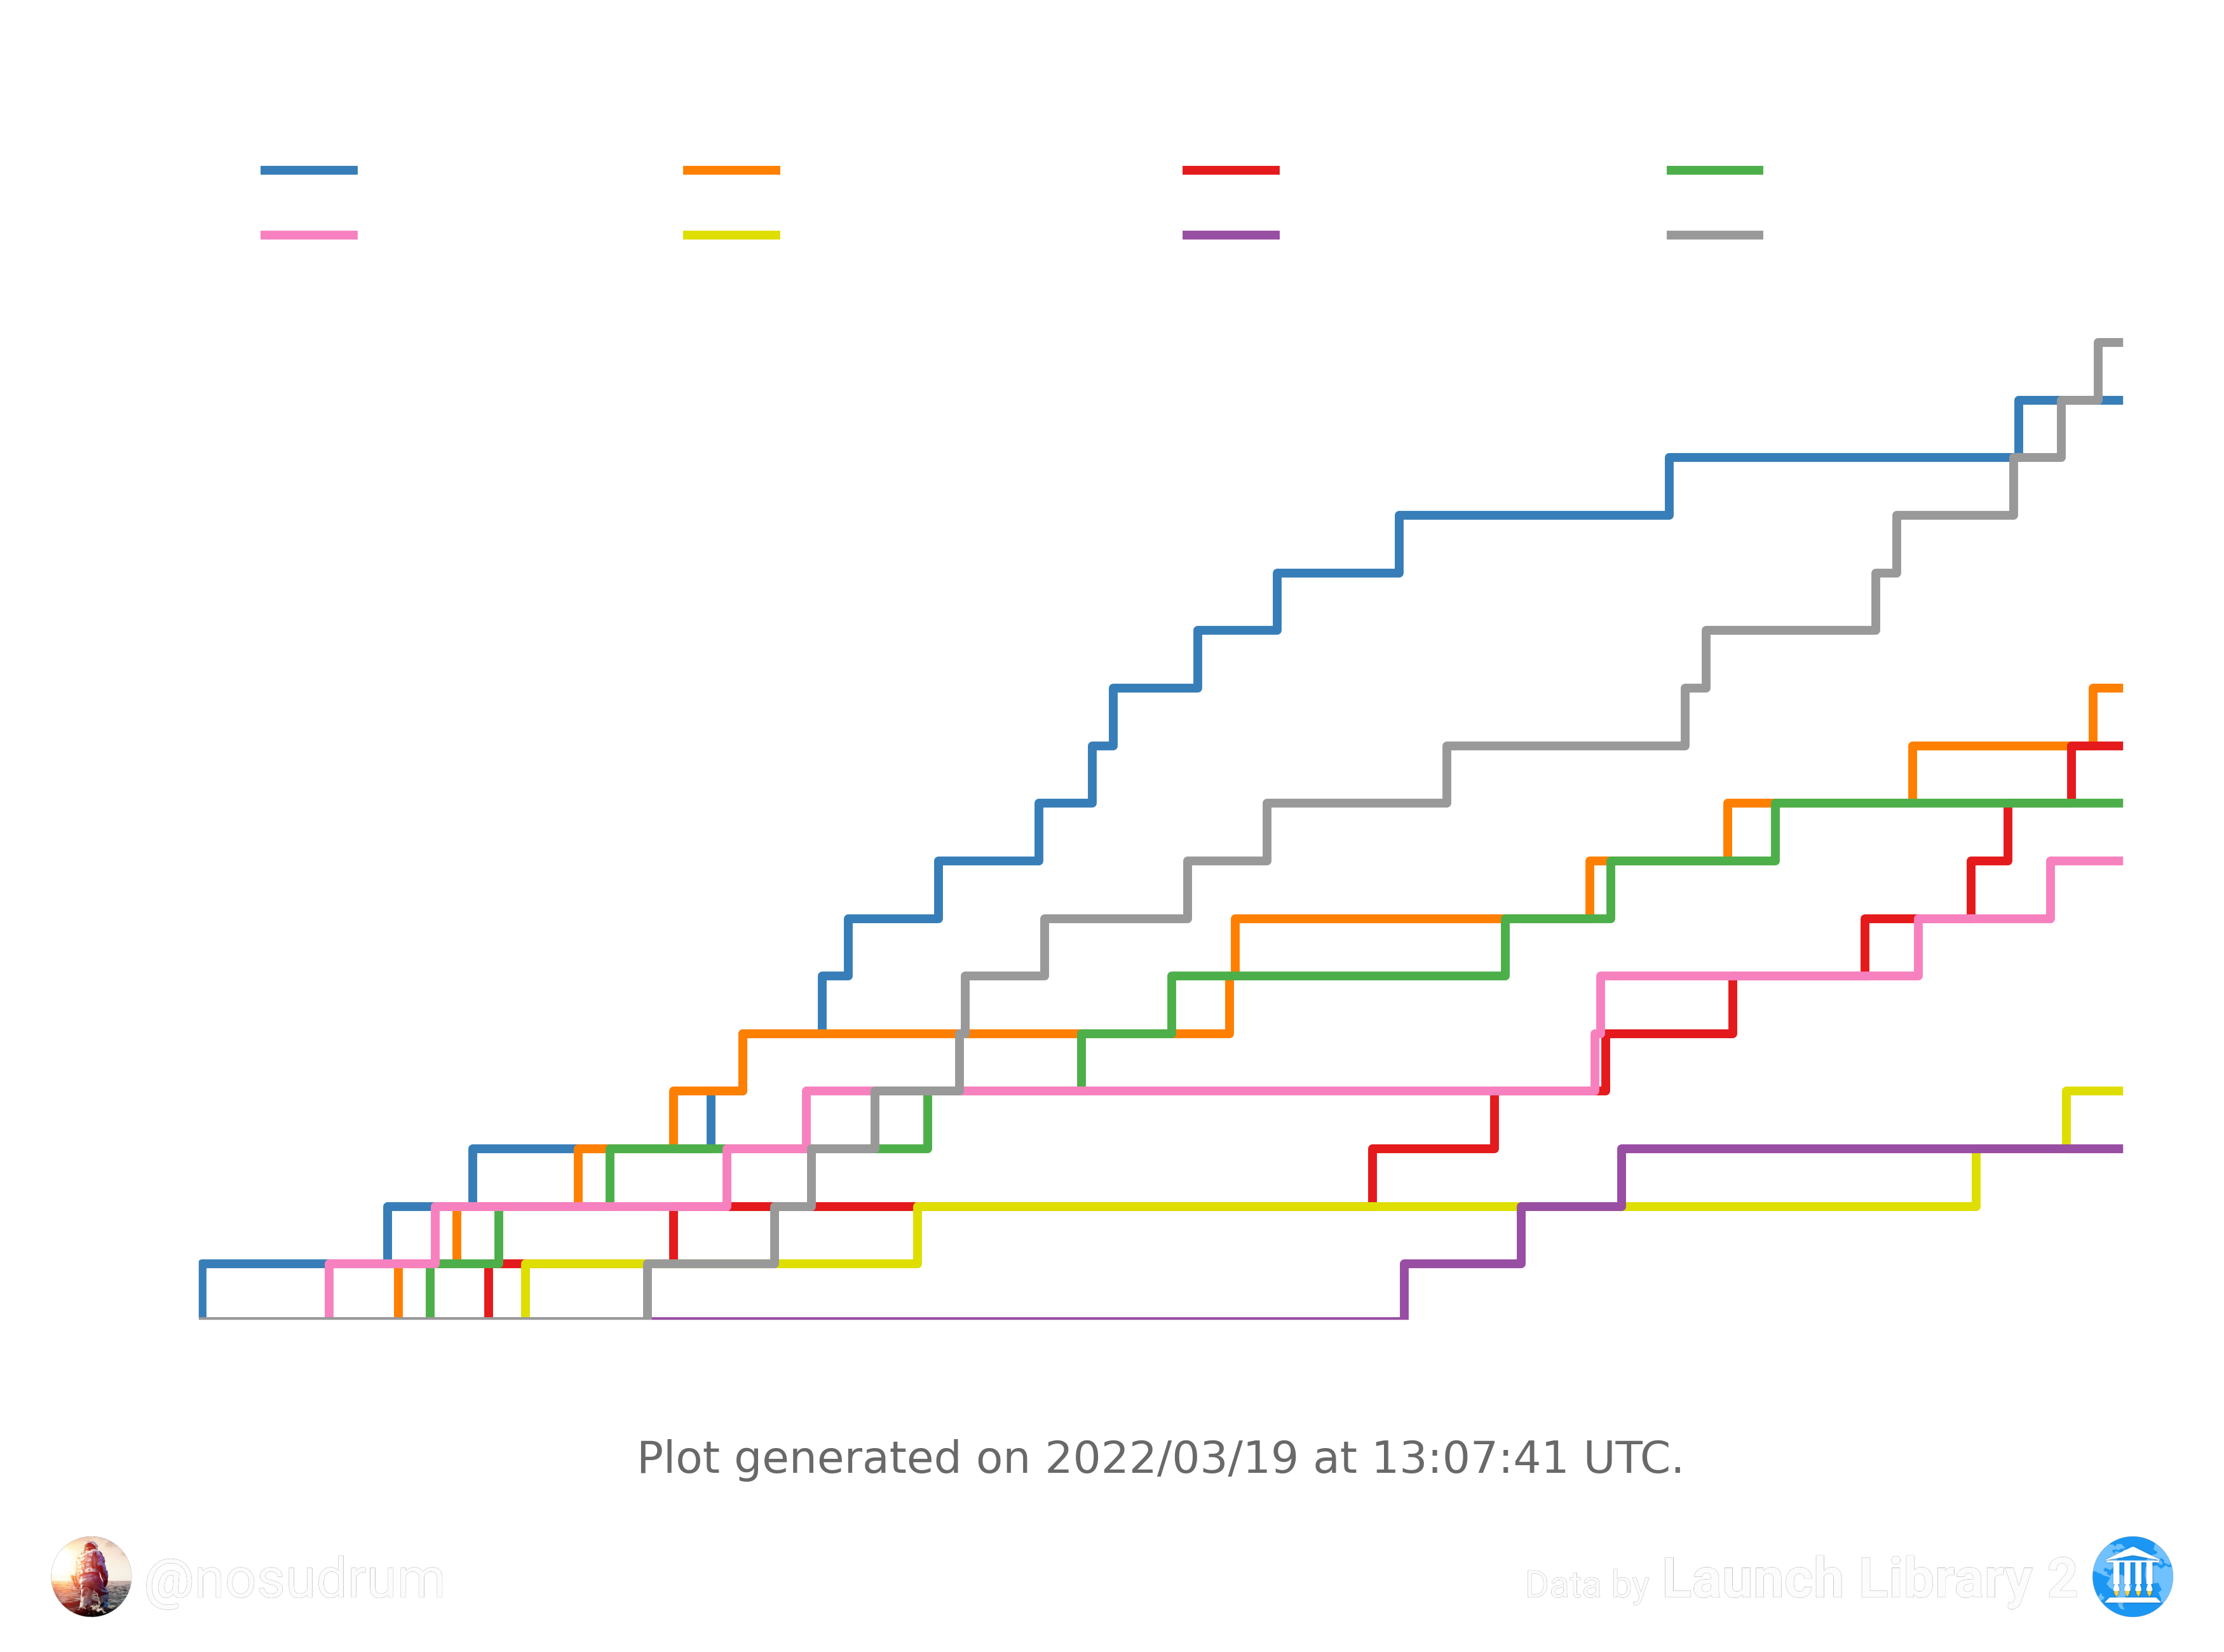 Plot generated on 2022/03/19 at 13:07:41 UTC.
@nosudrum
Data by Launch Library 2